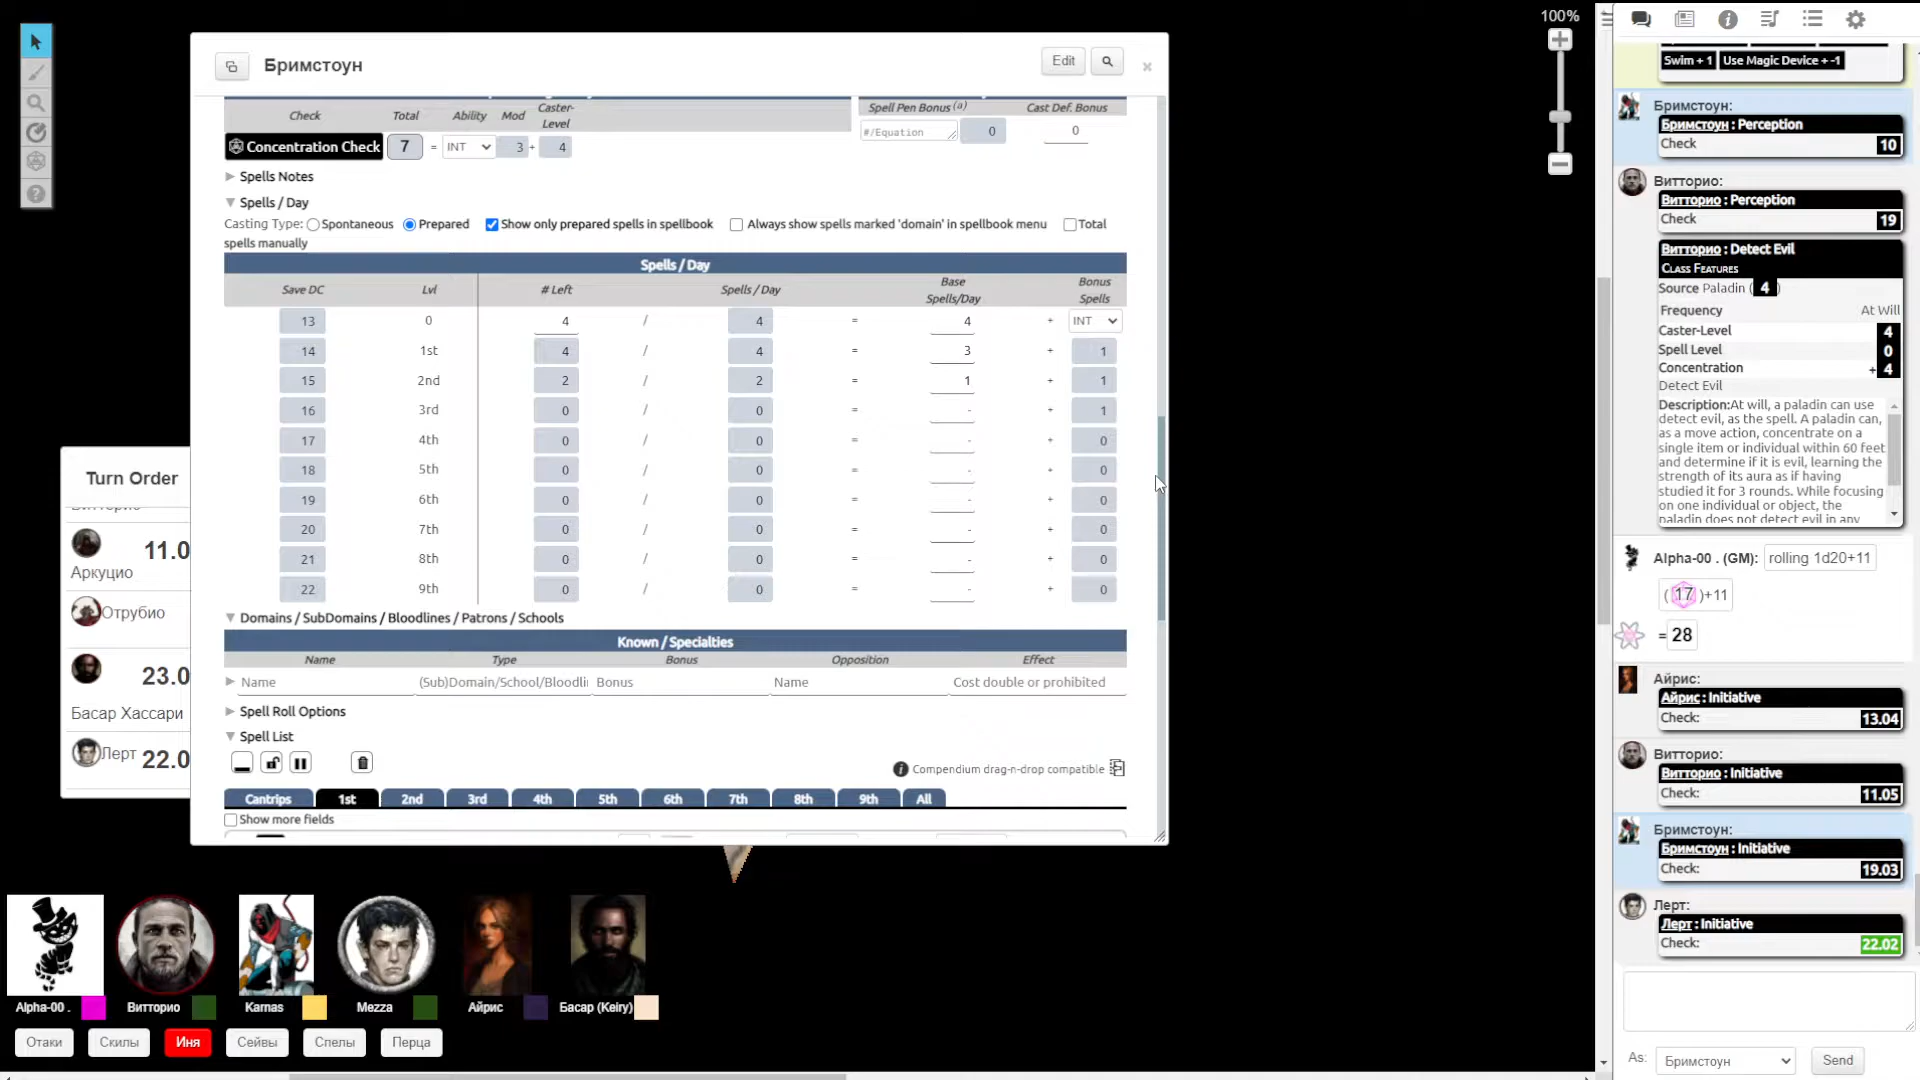 100%
Бримстоун
Edit
Check Total Ability Mod Caster-Level
Concentration Check 7 = INT 3 + 4
Spell Pen Bonus (a) Cast Def. Bonus
#/Equation 0 0
Spells Notes
Spells / Day
Casting Type: Spontaneous Prepared Show only prepared spells in spellbook Always show spells marked 'domain' in spellbook menu Total
spells manually
Spells / Day
Save DC Lvl # Left Spells / Day Base Spells/Day Bonus Spells
13 0 4 / 4 = 4 + INT
14 1st 4 / 4 = 3 + 1
15 2nd 2 / 2 = 1 + 1
16 3rd 0 / 0 = - + 1
17 4th 0 / 0 = - + 0
18 5th 0 / 0 = - + 0
19 6th 0 / 0 = - + 0
20 7th 0 / 0 = - + 0
21 8th 0 / 0 = - + 0
22 9th 0 / 0 = - + 0
Domains / SubDomains / Bloodlines / Patrons / Schools
Known / Specialties
Name Type Bonus Opposition Effect
Name (Sub)Domain/School/Bloodli Bonus Name Cost double or prohibited
Spell Roll Options
Spell List
Compendium drag-n-drop compatible
Cantrips 1st 2nd 3rd 4th 5th 6th 7th 8th 9th All
Show more fields
Turn Order
11.0
Аркуцио
Отрубио
23.0
Басар Хассари
Лерт 22.0
Alpha-00 . Витторио Karnas Mezza Айрис Басар (Keiry)
Отаки Скилы Иня Сейвы Спелы Перца
Swim + 1 Use Magic Device + -1
Бримстоун:
Бримстоун : Perception
Check 10
Витторио:
Витторио : Perception
Check 19
Витторио : Detect Evil
Class Features
Source Paladin ( 4 )
Frequency At Will
Caster-Level 4
Spell Level 0
Concentration + 4
Detect Evil
Description:At will, a paladin can use
detect evil, as the spell. A paladin can,
as a move action, concentrate on a
single item or individual within 60 feet
and determine if it is evil, learning the
strength of its aura as if having
studied it for 3 rounds. While focusing
on one individual or object, the
paladin does not detect evil in any
Alpha-00 . (GM): rolling 1d20+11
( 17 )+11
= 28
Айрис:
Айрис : Initiative
Check: 13.04
Витторио:
Витторио : Initiative
Check: 11.05
Бримстоун:
Бримстоун : Initiative
Check: 19.03
Лерт:
Лерт : Initiative
Check: 22.02
As: Бримстоун Send